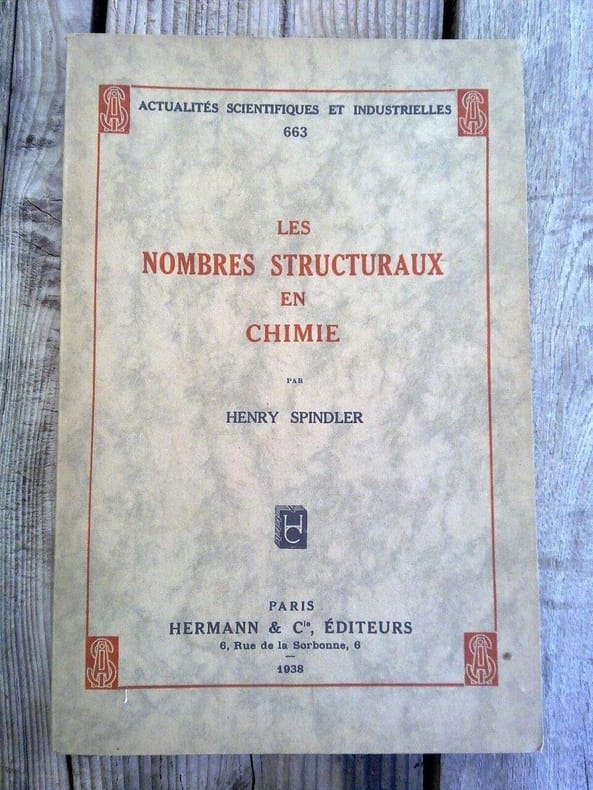 ACTUALITÉS SCIENTIFIQUES ET INDUSTRIELLES
663
LES
NOMBRES STRUCTURAUX
EN
CHIMIE
PAR
HENRY SPINDLER
HC
PARIS
HERMANN & Cie, ÉDITEURS
6, Rue de la Sorbonne, 6
1938